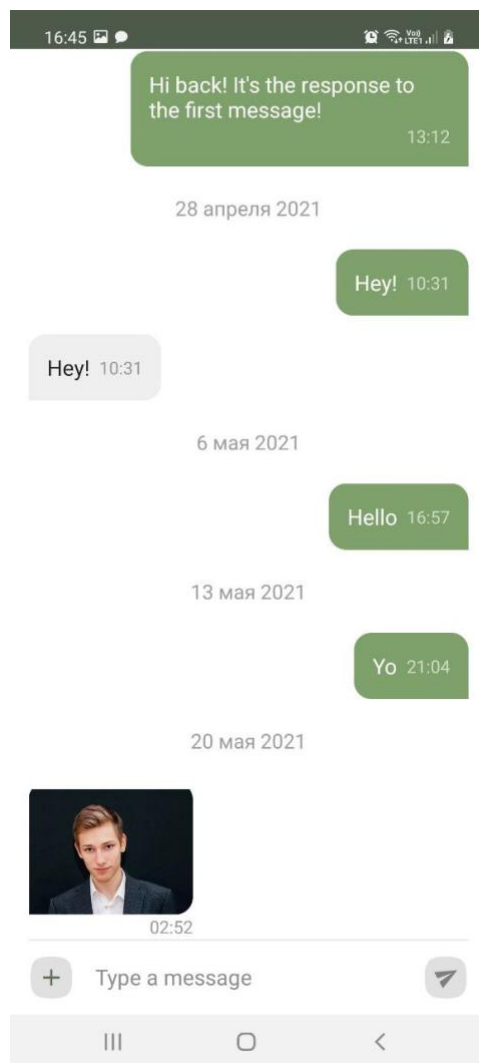 16:45
Vo)) LTE1
Hi back! It's the response to
the first message!
13:12
28 апреля 2021
Hey! 10:31
Hey! 10:31
6 мая 2021
Hello 16:57
13 мая 2021
Yo 21:04
20 мая 2021
02:52
+ Type a message